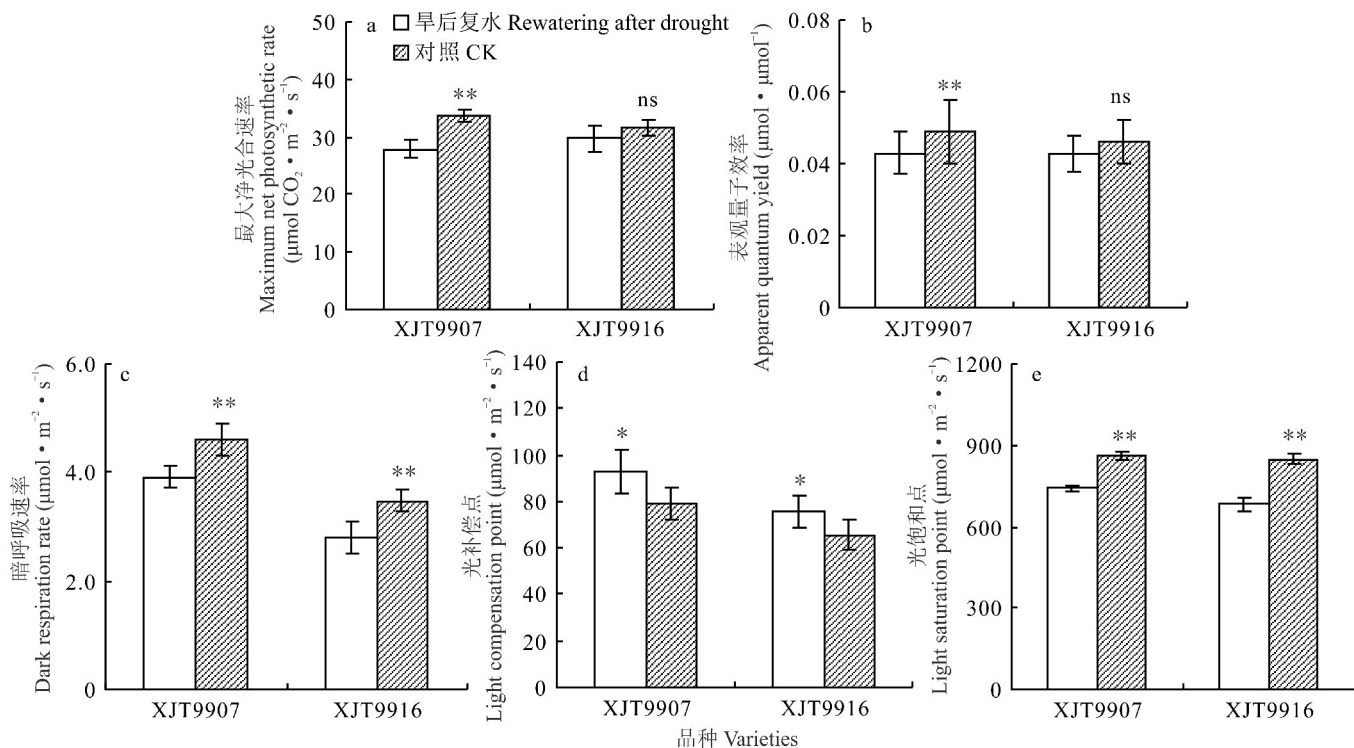 a
旱后复水 Rewatering after drought
对照 CK
最大净光合速率
Maximum net photosynthetic rate
(μmol CO₂·m⁻²·s⁻¹)
50
40
30
20
10
0
**
ns
XJT9907
XJT9916
b
表观量子效率
Apparent quantum yield (μmol·μmol⁻¹)
0.08
0.06
0.04
0.02
0
**
ns
XJT9907
XJT9916
c
暗呼吸速率
Dark respiration rate (μmol·m⁻²·s⁻¹)
6.0
4.0
2.0
0
**
**
XJT9907
XJT9916
d
光补偿点
Light compensation point (μmol·m⁻²·s⁻¹)
140
120
100
80
60
40
20
0
*
*
XJT9907
XJT9916
e
光饱和点
Light saturation point (μmol·m⁻²·s⁻¹)
1200
900
600
300
0
**
**
XJT9907
XJT9916
品种 Varieties